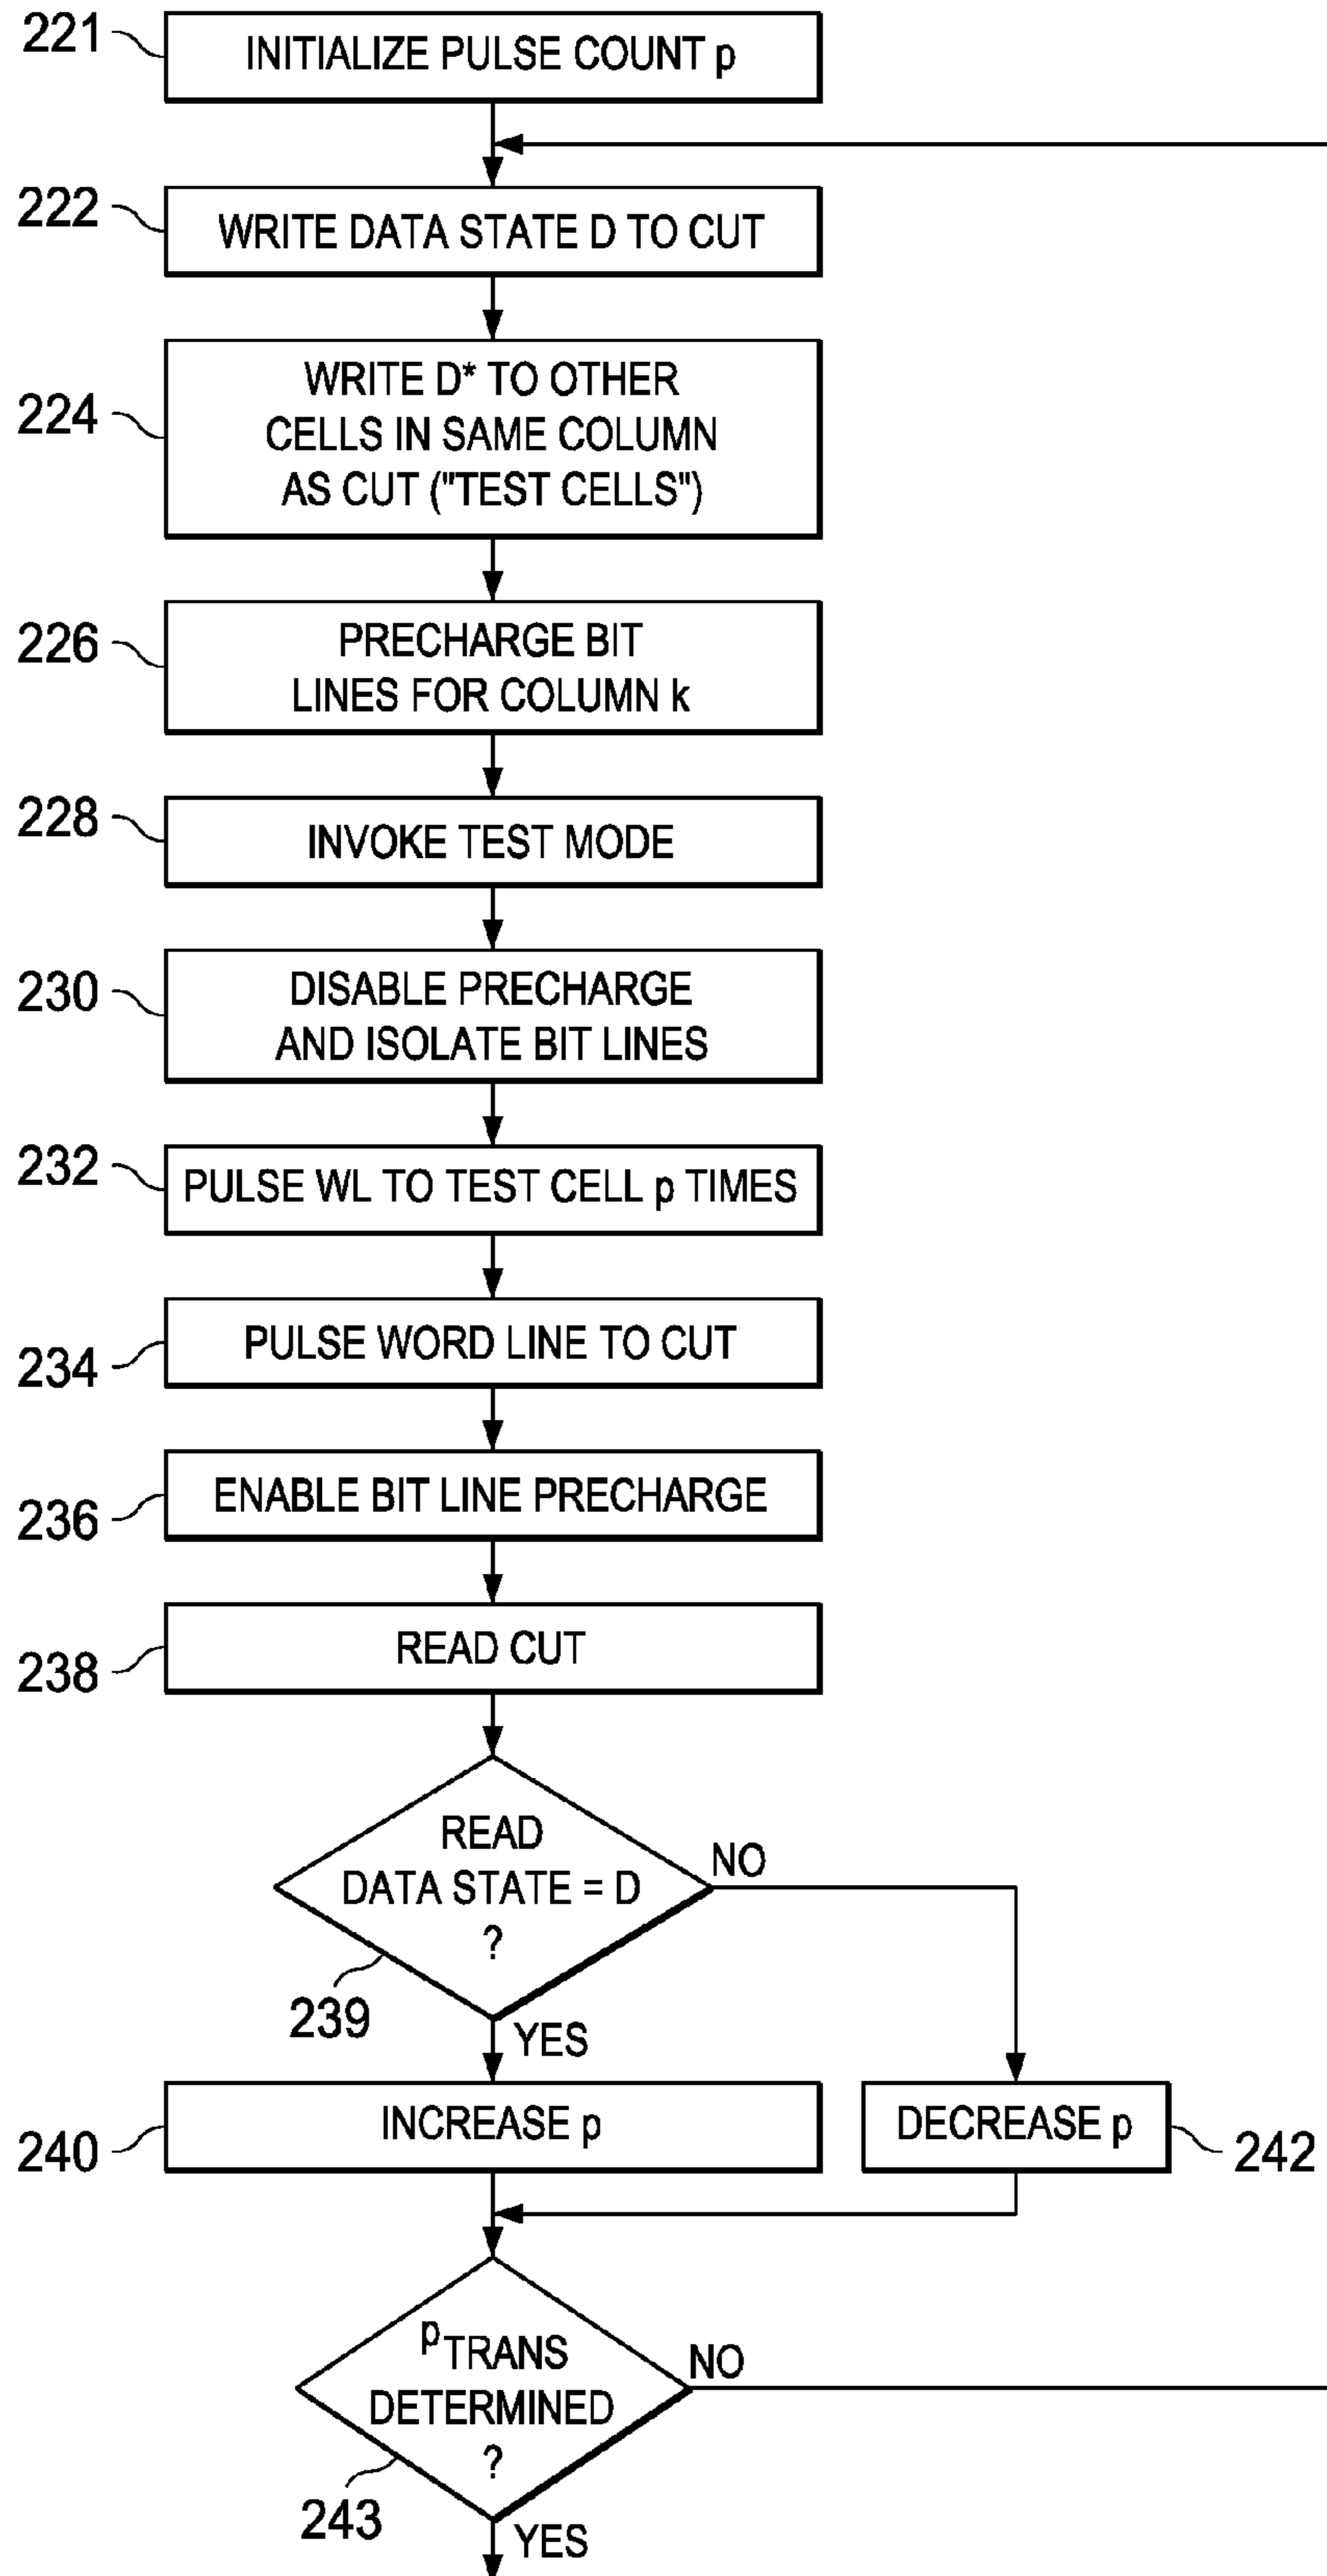 221
INITIALIZE PULSE COUNT p
222
WRITE DATA STATE D TO CUT
224
WRITE D* TO OTHER
CELLS IN SAME COLUMN
AS CUT ("TEST CELLS")
226
PRECHARGE BIT
LINES FOR COLUMN k
228
INVOKE TEST MODE
230
DISABLE PRECHARGE
AND ISOLATE BIT LINES
232
PULSE WL TO TEST CELL p TIMES
234
PULSE WORD LINE TO CUT
236
ENABLE BIT LINE PRECHARGE
238
READ CUT
READ
DATA STATE = D
?
NO
239
YES
240
INCREASE p
DECREASE p
242
pTRANS
DETERMINED
?
NO
243
YES